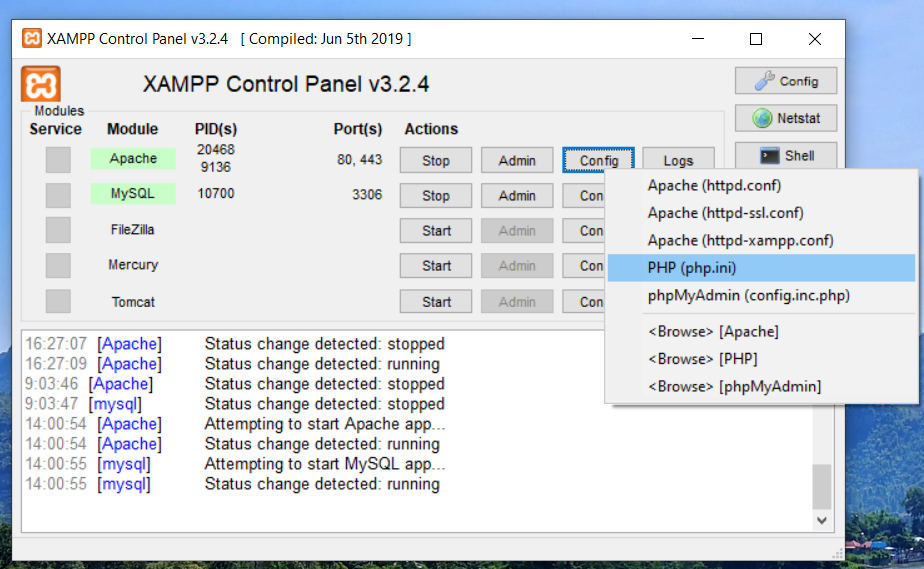 XAMPP Control Panel v3.2.4 [ Compiled: Jun 5th 2019 ]
XAMPP Control Panel v3.2.4
Config
Modules
Service Module PID(s) Port(s) Actions
Netstat
Apache 20468 9136 80, 443 Stop Admin Config Logs
Shell
MySQL 10700 3306 Stop Admin Con
FileZilla Start Admin Con
Mercury Start Admin Con
Tomcat Start Admin Con
Apache (httpd.conf)
Apache (httpd-ssl.conf)
Apache (httpd-xampp.conf)
PHP (php.ini)
phpMyAdmin (config.inc.php)
<Browse> [Apache]
<Browse> [PHP]
<Browse> [phpMyAdmin]
16:27:07 [Apache] Status change detected: stopped
16:27:09 [Apache] Status change detected: running
9:03:46 [Apache] Status change detected: stopped
9:03:47 [mysql] Status change detected: stopped
14:00:54 [Apache] Attempting to start Apache app...
14:00:54 [Apache] Status change detected: running
14:00:55 [mysql] Attempting to start MySQL app...
14:00:55 [mysql] Status change detected: running